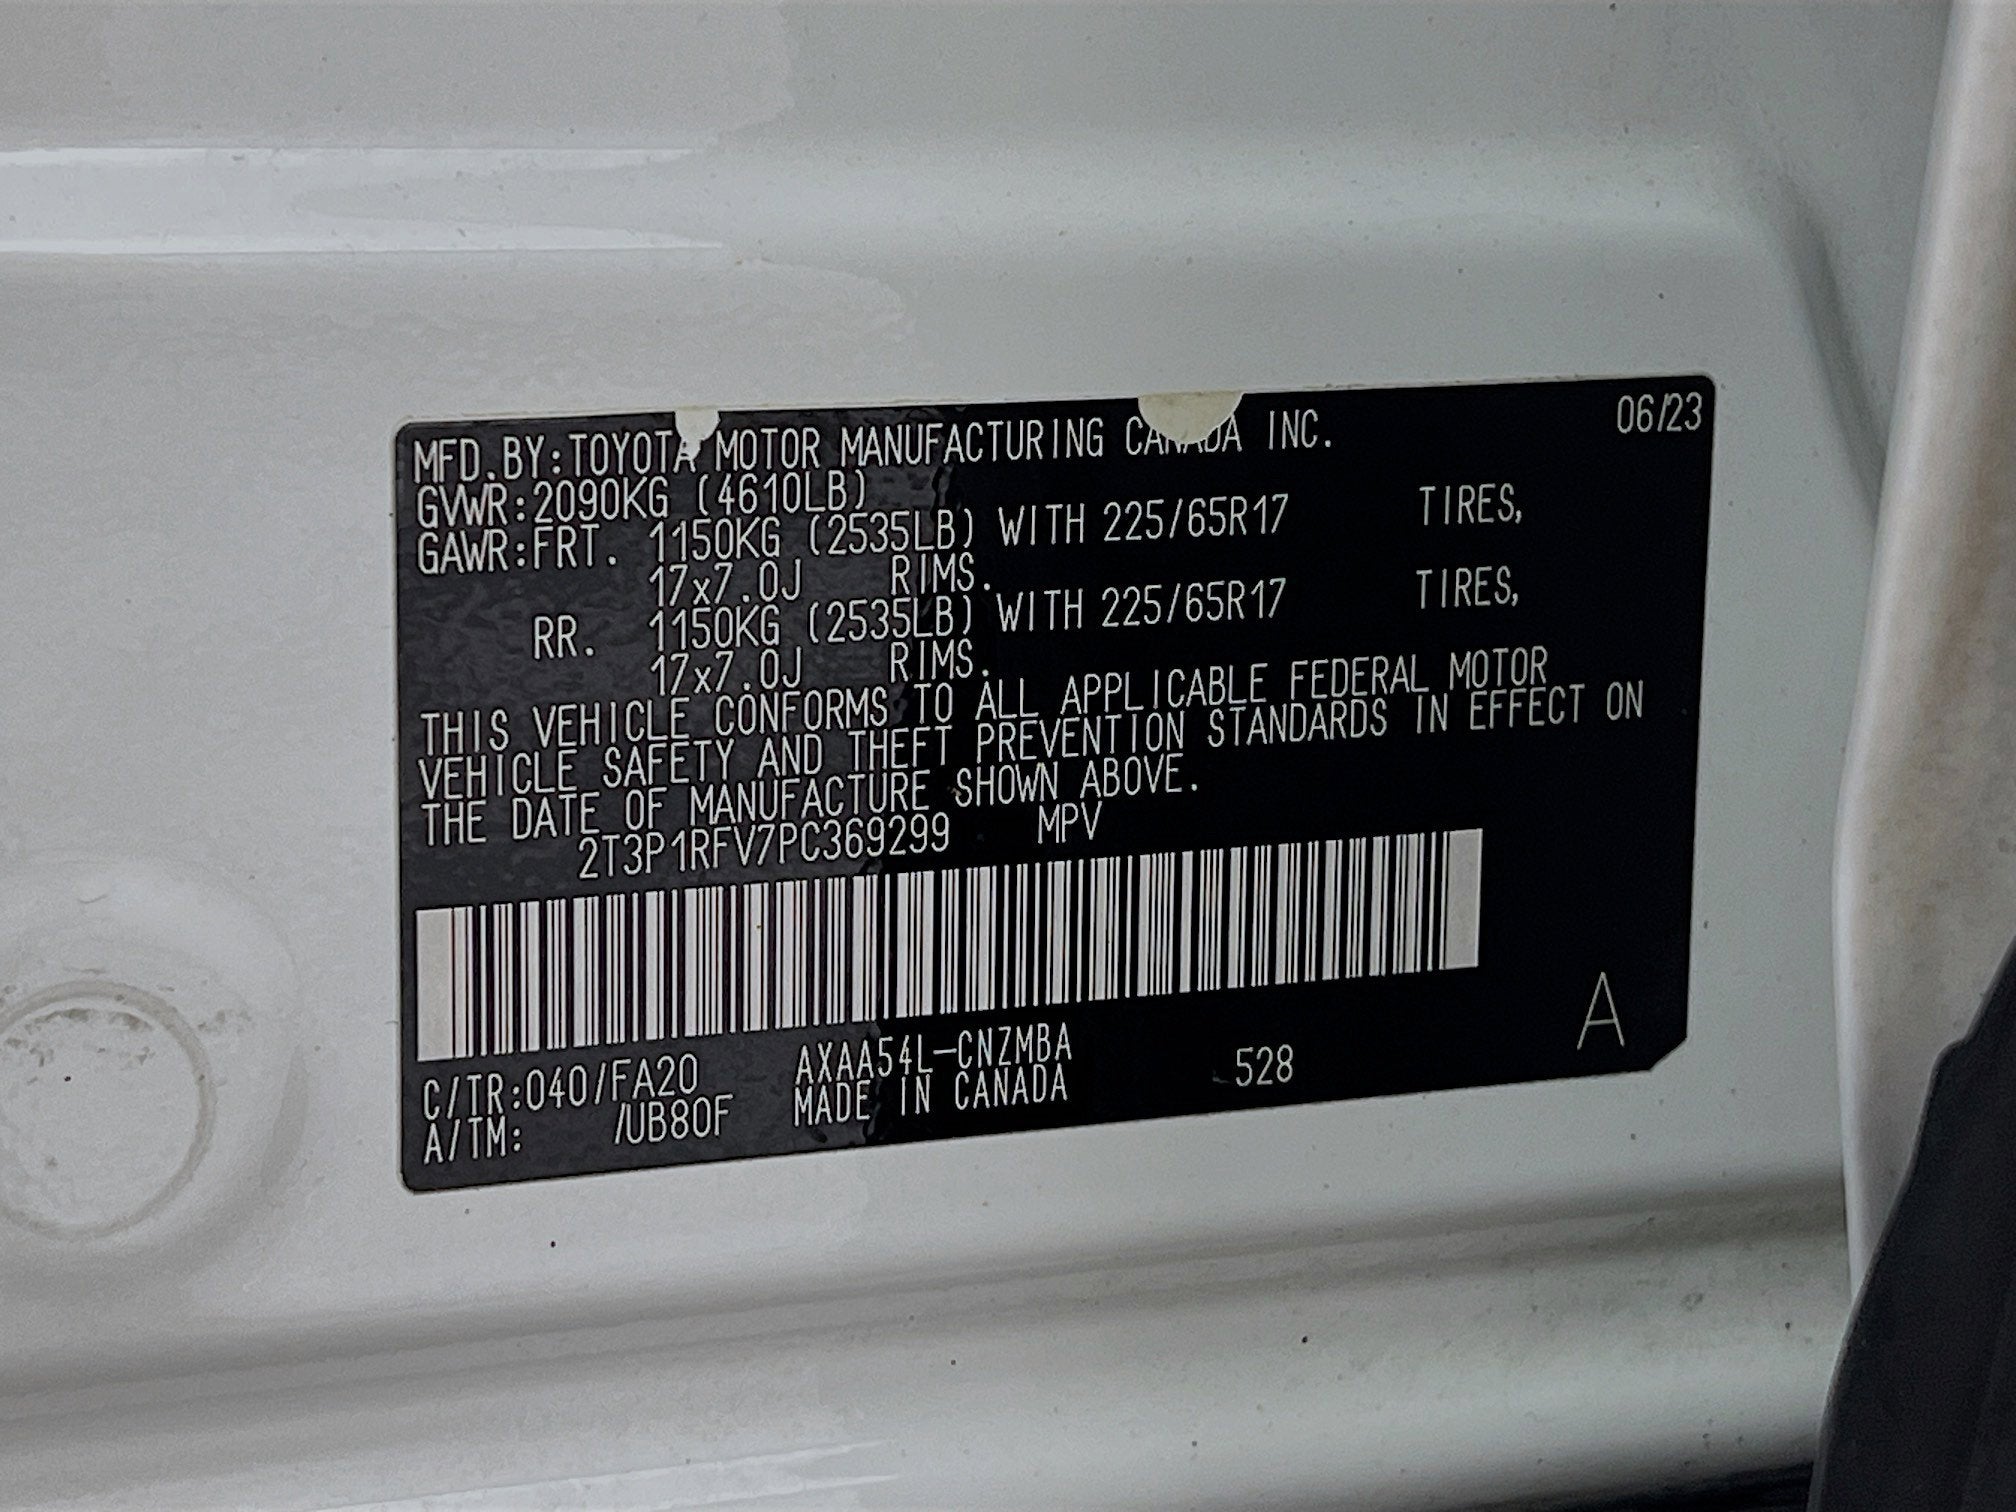 06/23
MFD.BY:TOYOTA MOTOR MANUFACTURING CANADA INC.
GVWR:2090KG (4610LB)
GAWR:FRT. 1150KG (2535LB) WITH 225/65R17 TIRES,
17x7.0J RIMS.
RR. 1150KG (2535LB) WITH 225/65R17 TIRES,
17x7.0J RIMS.
THIS VEHICLE CONFORMS TO ALL APPLICABLE FEDERAL MOTOR
VEHICLE SAFETY AND THEFT PREVENTION STANDARDS IN EFFECT ON
THE DATE OF MANUFACTURE SHOWN ABOVE.
2T3P1RFV7PC369299 MPV
C/TR:040/FA20 AXAA54L-CNZMBA 528 A
A/TM: /UB80F MADE IN CANADA